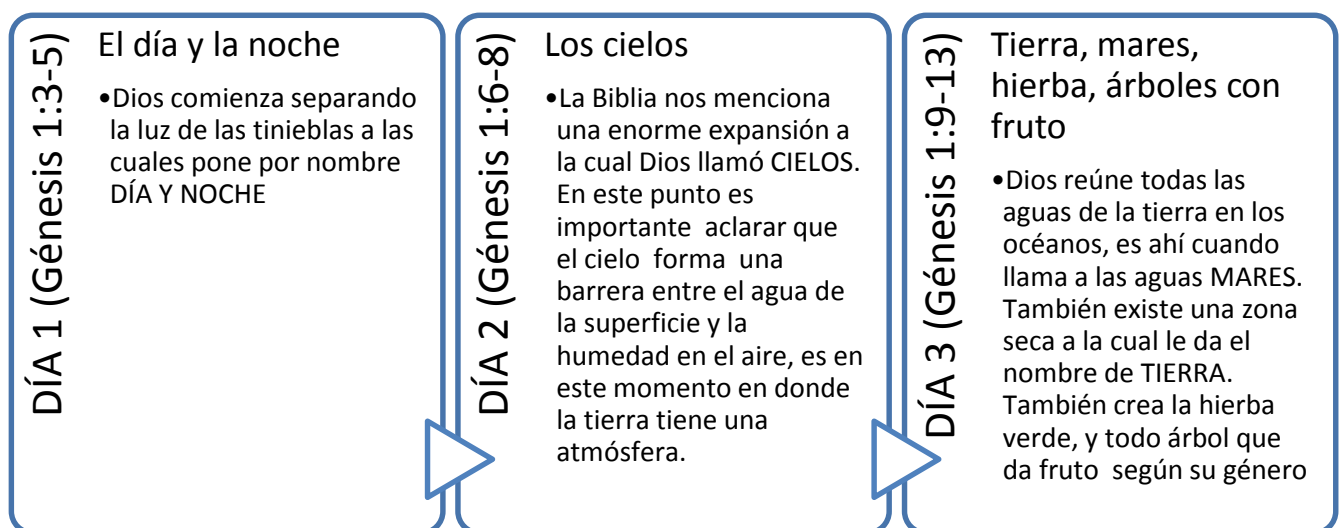 DÍA 1 (Génesis 1:3-5)
El día y la noche
•Dios comienza separando
la luz de las tinieblas a las
cuales pone por nombre
DÍA Y NOCHE
DÍA 2 (Génesis 1:6-8)
Los cielos
•La Biblia nos menciona
una enorme expansión a
la cual Dios llamó CIELOS.
En este punto es
importante aclarar que
el cielo forma una
barrera entre el agua de
la superficie y la
humedad en el aire, es en
este momento en donde
la tierra tiene una
atmósfera.
DÍA 3 (Génesis 1:9-13)
Tierra, mares,
hierba, árboles con
fruto
•Dios reúne todas las
aguas de la tierra en los
océanos, es ahí cuando
llama a las aguas MARES.
También existe una zona
seca a la cual le da el
nombre de TIERRA.
También crea la hierba
verde, y todo árbol que
da fruto según su género